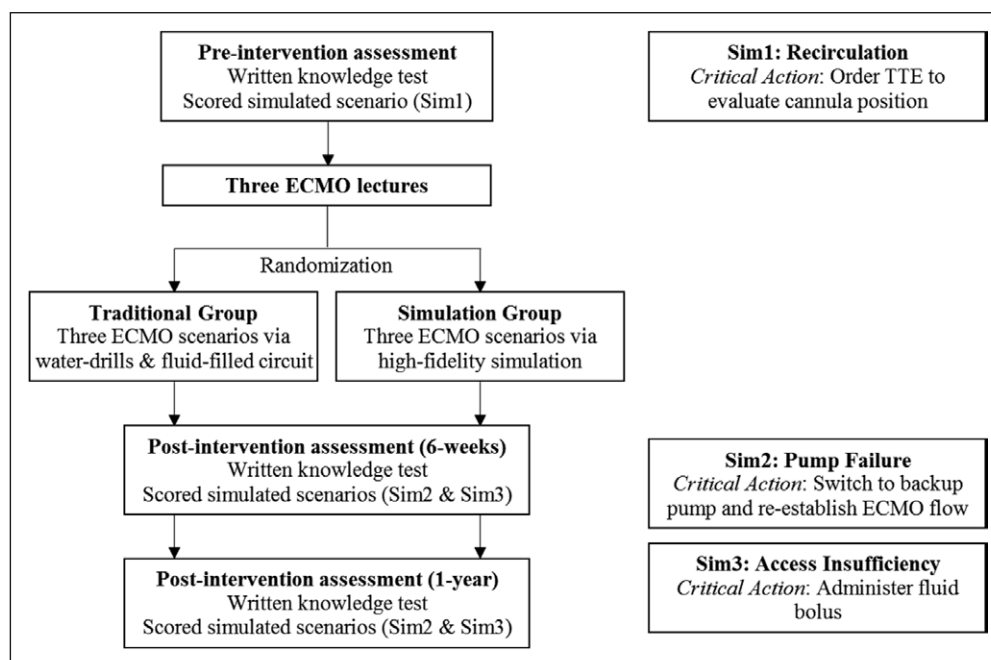 Pre-intervention assessment
Written knowledge test
Scored simulated scenario (Sim1)
Sim1: Recirculation
Critical Action: Order TTE to
evaluate cannula position
Three ECMO lectures
Randomization
Traditional Group
Three ECMO scenarios via
water-drills & fluid-filled circuit
Simulation Group
Three ECMO scenarios via
high-fidelity simulation
Post-intervention assessment (6-weeks)
Written knowledge test
Scored simulated scenarios (Sim2 & Sim3)
Sim2: Pump Failure
Critical Action: Switch to backup
pump and re-establish ECMO flow
Post-intervention assessment (1-year)
Written knowledge test
Scored simulated scenarios (Sim2 & Sim3)
Sim3: Access Insufficiency
Critical Action: Administer fluid
bolus